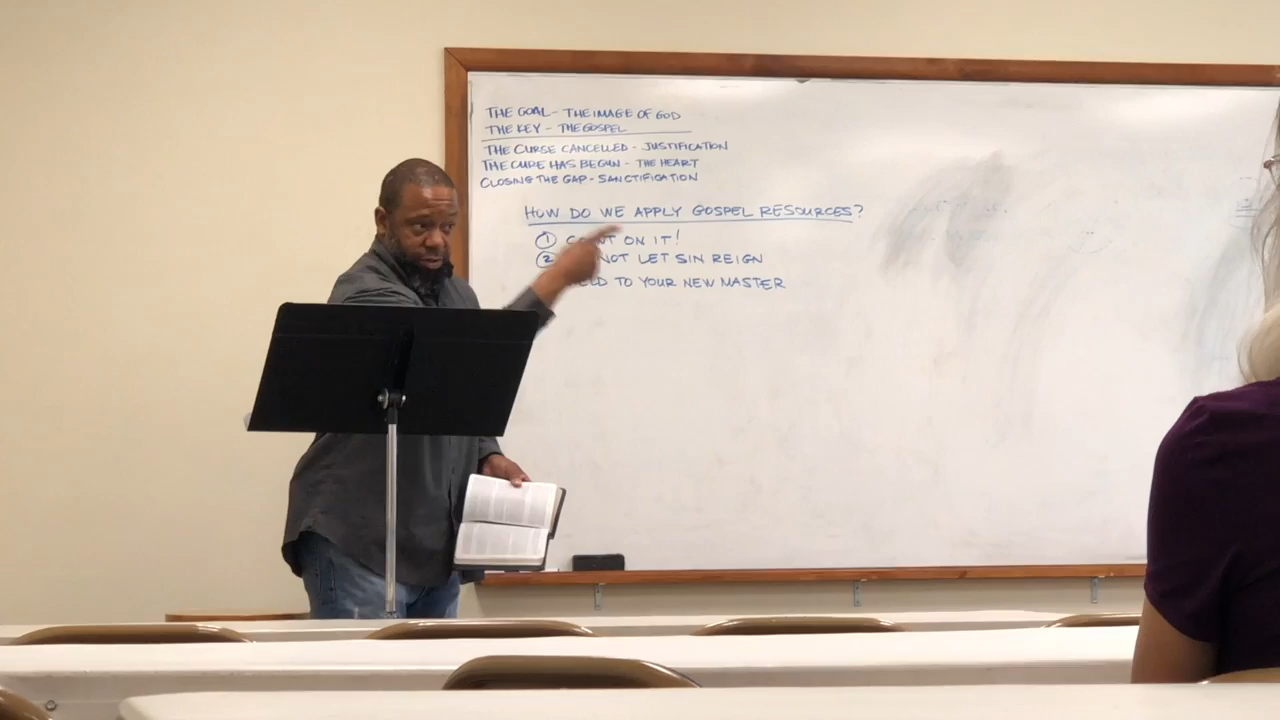 THE GOAL - THE IMAGE OF GOD
THE KEY - THE GOSPEL
THE CURSE CANCELLED - JUSTIFICATION
THE CURE HAS BEGUN - THE HEART
CLOSING THE GAP - SANCTIFICATION
HOW DO WE APPLY GOSPEL RESOURCES?
1 ON IT!
2 NOT LET SIN REIGN
TO YOUR NEW MASTER